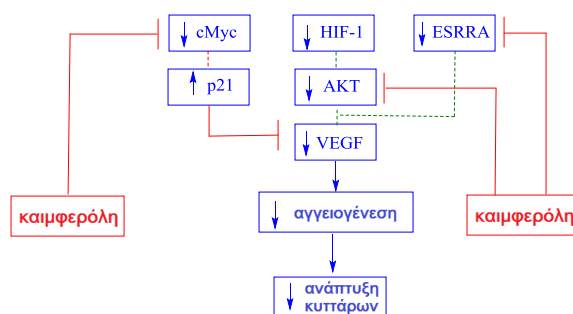 cMyc
HIF-1
ESRRA
p21
AKT
VEGF
καιμφερόλη
αγγειογένεση
καιμφερόλη
ανάπτυξη
κυττάρων